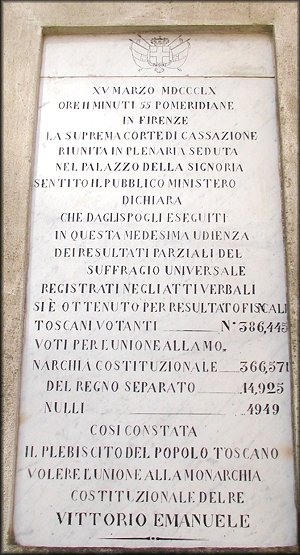 XV MARZO MDCCCLX
ORE 11 MINUTI 55 POMERIDIANE
IN FIRENZE
LA SUPREMA CORTE DI CASSAZIONE
RIUNITA IN PLENARIA SEDUTA
NEL PALAZZO DELLA SIGNORIA
SENTITO IL PUBBLICO MINISTERO
DICHIARA
CHE DAGLI SPOGLI ESEGUITI
IN QUESTA MEDESIMA UDIENZA
DEI RESULTATI PARZIALI DEL
SUFFRAGIO UNIVERSALE
REGISTRATI NEGLI ATTI VERBALI
SI È OTTENUTO PER RESULTATO FISCALI
TOSCANI VOTANTI N° 386,445
VOTI PER L'UNIONE ALLA MO_
NARCHIA COSTITUZIONALE 366,571
DEL REGNO SEPARATO 14,925
NULLI 4949
COSÌ CONSTATA
IL PLEBISCITO DEL POPOLO TOSCANO
VOLERE L'UNIONE ALLA MONARCHIA
COSTITUZIONALE DEL RE
VITTORIO EMANUELE